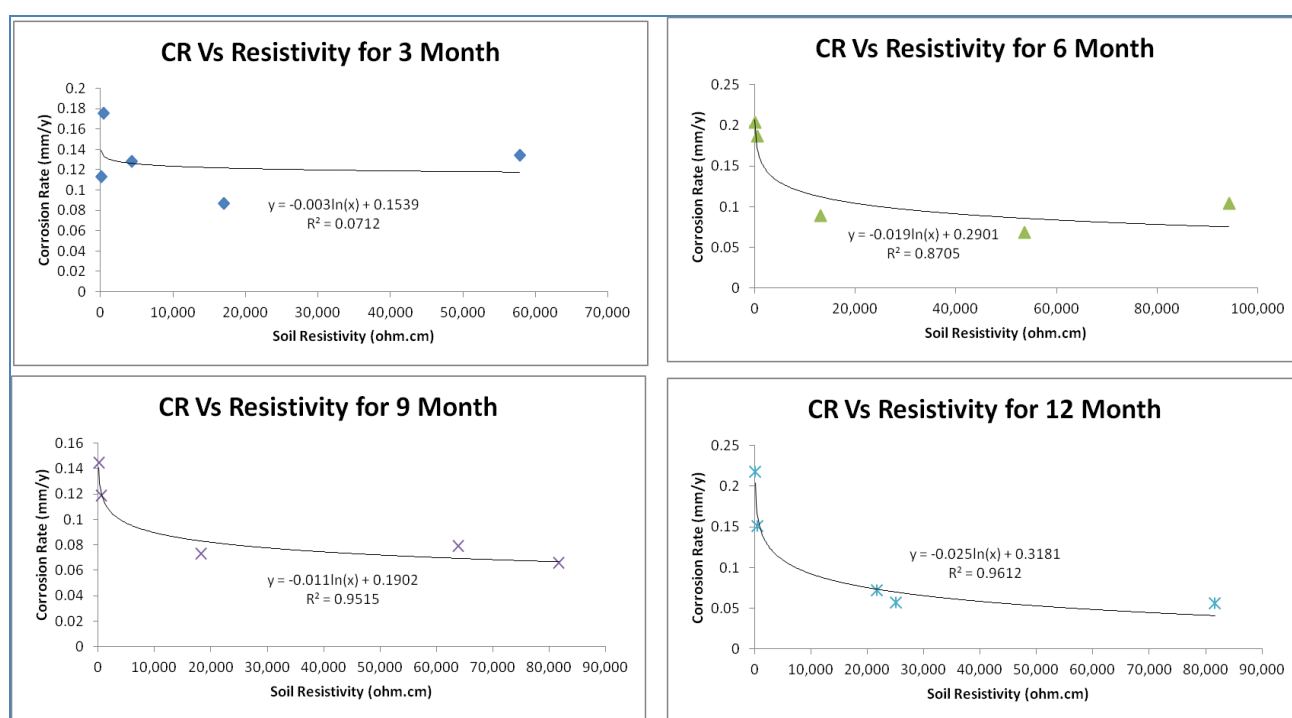 CR Vs Resistivity for 3 Month
Corrosion Rate (mm/y)
0.2
0.18
0.16
0.14
0.12
0.1
0.08
0.06
0.04
0.02
0
y = -0.003ln(x) + 0.1539
R² = 0.0712
0 10,000 20,000 30,000 40,000 50,000 60,000 70,000
Soil Resistivity (ohm.cm)
CR Vs Resistivity for 6 Month
Corrosion Rate (mm/y)
0.25
0.2
0.15
0.1
0.05
0
y = -0.019ln(x) + 0.2901
R² = 0.8705
0 20,000 40,000 60,000 80,000 100,000
Soil Resistivity (ohm.cm)
CR Vs Resistivity for 9 Month
Corrosion Rate (mm/y)
0.16
0.14
0.12
0.1
0.08
0.06
0.04
0.02
0
y = -0.011ln(x) + 0.1902
R² = 0.9515
0 10,000 20,000 30,000 40,000 50,000 60,000 70,000 80,000 90,000
Soil Resistivity (ohm.cm)
CR Vs Resistivity for 12 Month
Corrosion Rate (mm/y)
0.25
0.2
0.15
0.1
0.05
0
y = -0.025ln(x) + 0.3181
R² = 0.9612
0 10,000 20,000 30,000 40,000 50,000 60,000 70,000 80,000 90,000
Soil Resistivity (ohm.cm)